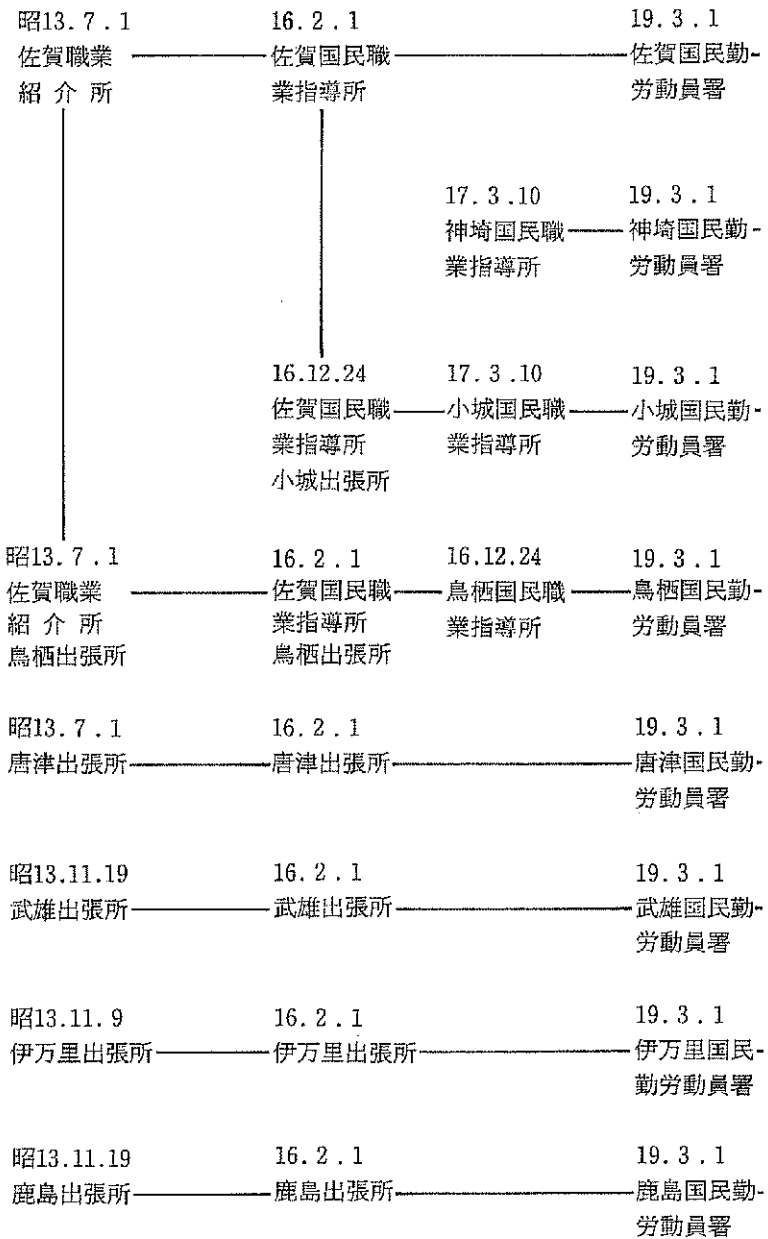 昭13.7.1 16.2.1 19.3.1
佐賀職業 佐賀国民職 佐賀国民勤-
紹介所 業指導所 労動員署
17.3.10 19.3.1
神埼国民職 神埼国民勤-
業指導所 労動員署
16.12.24 17.3.10 19.3.1
佐賀国民職 小城国民職 小城国民勤-
業指導所 業指導所 労動員署
小城出張所
昭13.7.1 16.2.1 16.12.24 19.3.1
佐賀職業 佐賀国民職 鳥栖国民職 鳥栖国民勤-
紹介所 業指導所 業指導所 労動員署
鳥栖出張所 鳥栖出張所
昭13.7.1 16.2.1 19.3.1
唐津出張所 唐津出張所 唐津国民勤-
労動員署
昭13.11.19 16.2.1 19.3.1
武雄出張所 武雄出張所 武雄国民勤-
労動員署
昭13.11.9 16.2.1 19.3.1
伊万里出張所 伊万里出張所 伊万里国民-
勤労動員署
昭13.11.19 16.2.1 19.3.1
鹿島出張所 鹿島出張所 鹿島国民勤-
労動員署